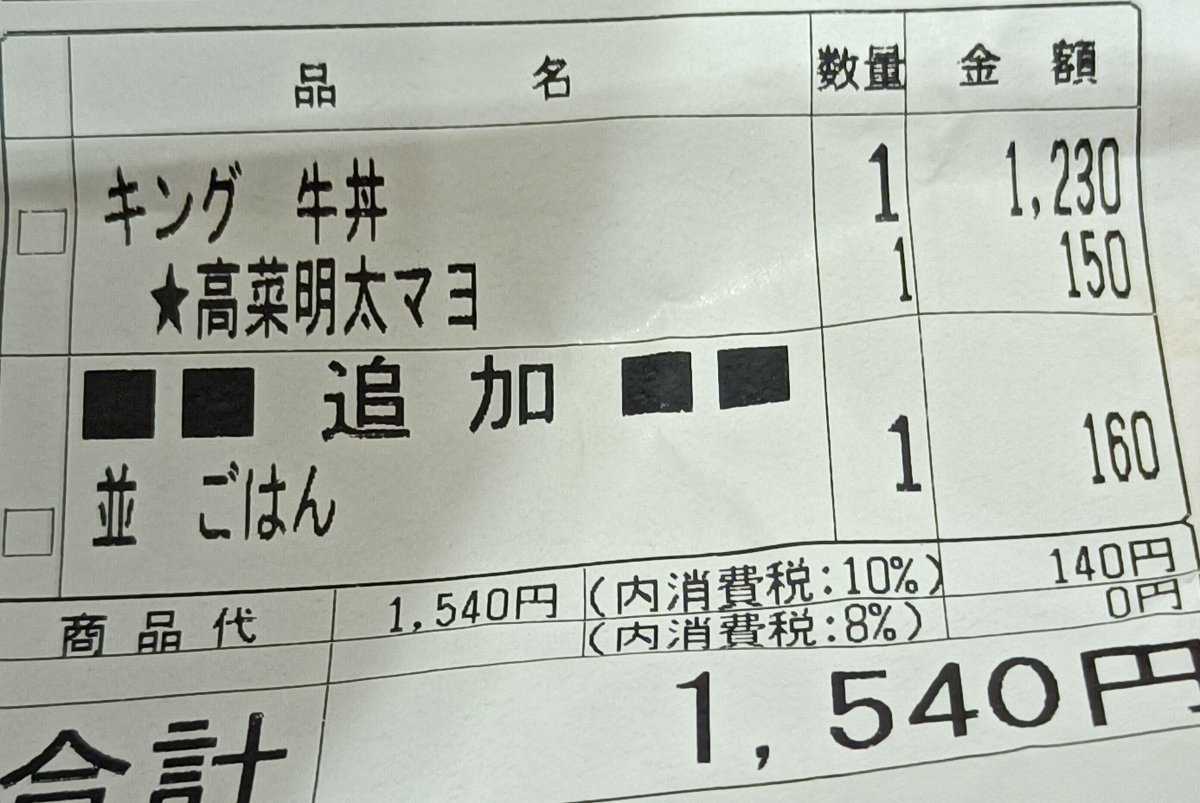 品 名 数量 金 額
キング 牛丼 1 1,230
★高菜明太マヨ 1 150
■■ 追 加 ■■
並 ごはん 1 160
商品代 1,540円 (内消費税:10%) 140円
(内消費税:8%) 0円
合計 1,540円